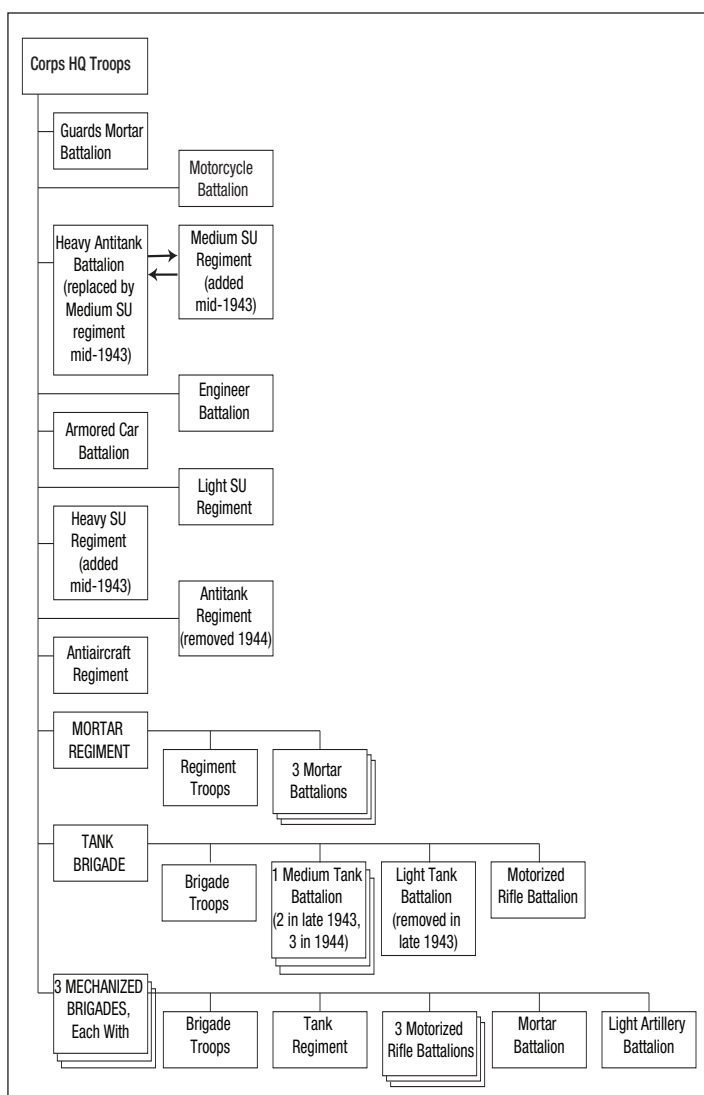 Corps HQ Troops
Guards Mortar
Battalion
Motorcycle
Battalion
Heavy Antitank
Battalion
(replaced by
Medium SU
regiment
mid-1943)
Medium SU
Regiment
(added
mid-1943)
Engineer
Battalion
Armored Car
Battalion
Light SU
Regiment
Heavy SU
Regiment
(added
mid-1943)
Antitank
Regiment
(removed 1944)
Antiaircraft
Regiment
MORTAR
REGIMENT
Regiment
Troops
3 Mortar
Battalions
TANK
BRIGADE
Brigade
Troops
1 Medium Tank
Battalion
(2 in late 1943,
3 in 1944)
Light Tank
Battalion
(removed in
late 1943)
Motorized
Rifle Battalion
3 MECHANIZED
BRIGADES,
Each With
Brigade
Troops
Tank
Regiment
3 Motorized
Rifle Battalions
Mortar
Battalion
Light Artillery
Battalion